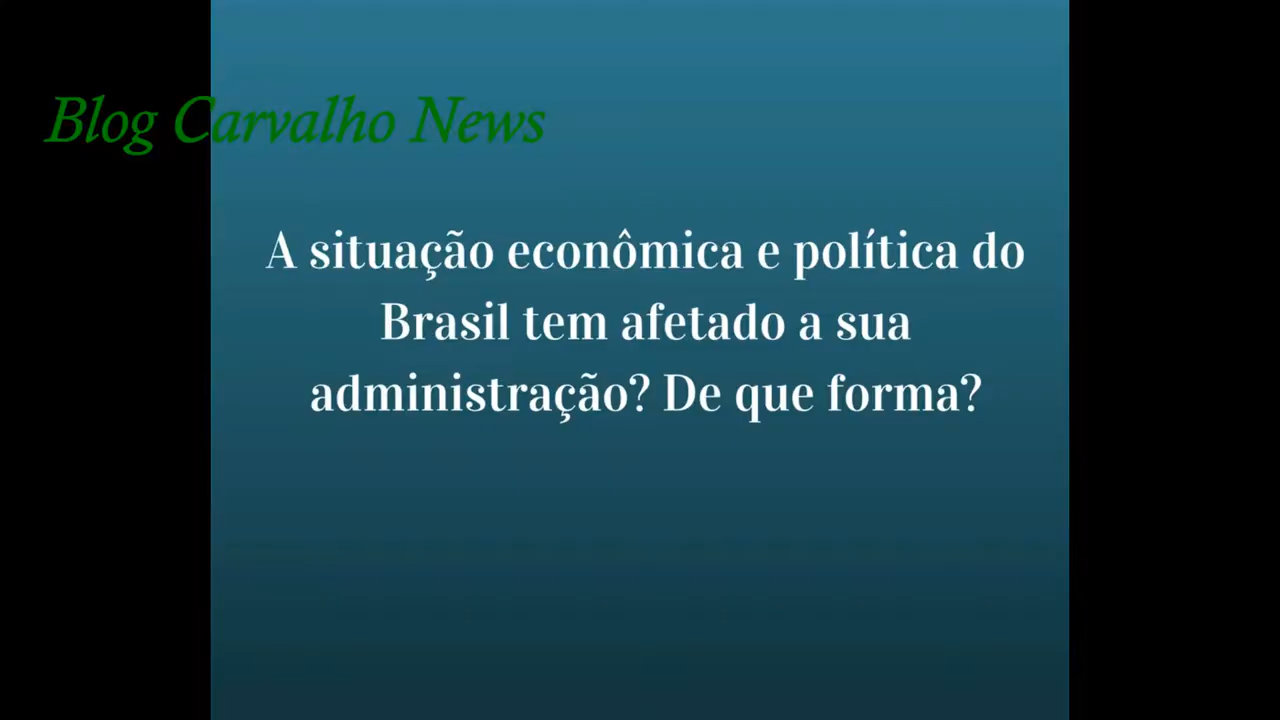 Blog Carvalho News
A situação econômica e política do
Brasil tem afetado a sua
administração? De que forma?